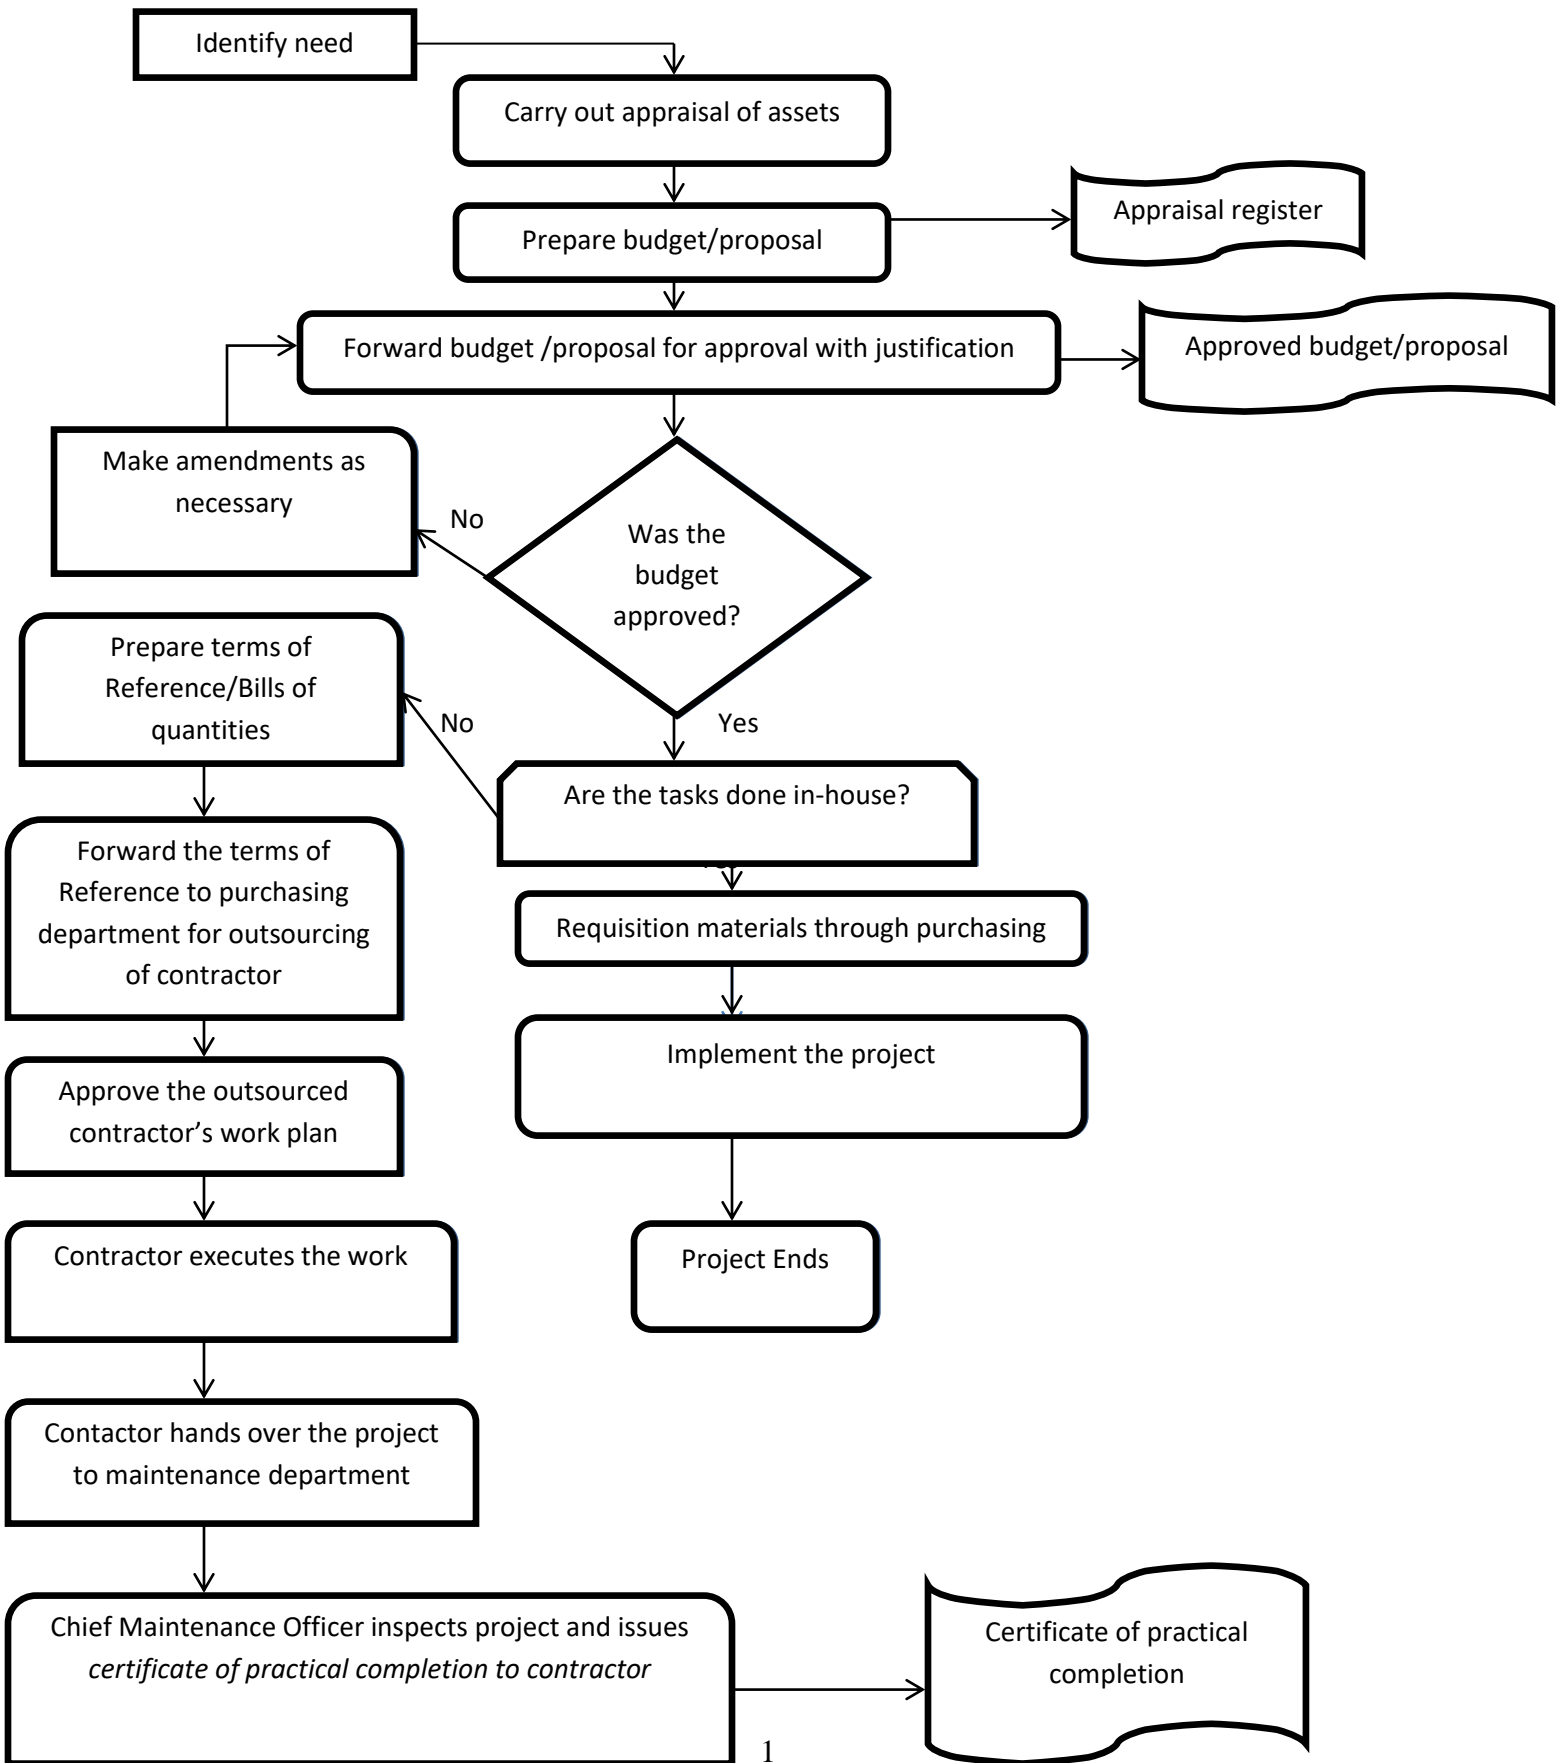 Identify need
Carry out appraisal of assets
Appraisal register
Prepare budget/proposal
Forward budget /proposal for approval with justification
Approved budget/proposal
Make amendments as
necessary
No
Was the
budget
approved?
Prepare terms of
Reference/Bills of
quantities
No
Yes
Are the tasks done in-house?
Forward the terms of
Reference to purchasing
department for outsourcing
of contractor
Requisition materials through purchasing
Implement the project
Approve the outsourced
contractor’s work plan
Contractor executes the work
Project Ends
Contactor hands over the project
to maintenance department
Chief Maintenance Officer inspects project and issues
certificate of practical completion to contractor
Certificate of practical
completion
1